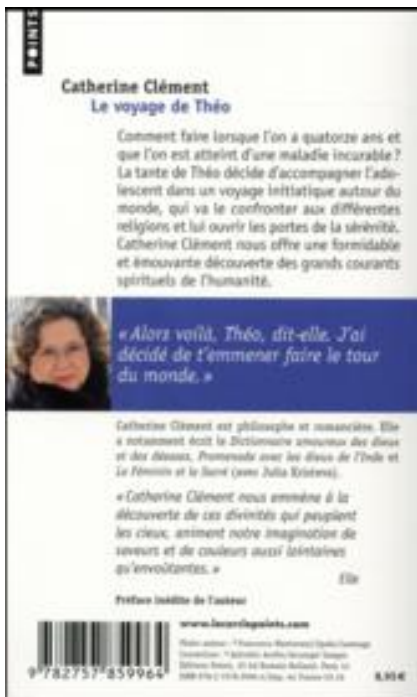 POINTS
Catherine Clément
Le voyage de Théo
Comment faire lorsque l'on a quatorze ans et
que l'on est atteint d'une maladie incurable ?
La tante de Théo décide d'accompagner l'ado-
lescent dans un voyage initiatique autour du
monde, qui va le confronter aux différentes
religions et lui ouvrir les portes de la sérénité.
Catherine Clément nous offre une formidable
et émouvante découverte des grands courants
spirituels de l'humanité.
« Alors voilà, Théo, dit-elle. J'ai
décidé de t'emmener faire le tour
du monde. »
Catherine Clément est philosophe et romancière. Elle
a notamment écrit le Dictionnaire amoureux des dieux
et des déesses, Promenade avec les dieux de l'Inde et
Le Féminin et le Sacré (avec Julia Kristeva).
« Catherine Clément nous emmène à la
découverte de ces divinités qui peuplent
les cieux, animent notre imagination de
saveurs et de couleurs aussi lointaines
qu'envoûtantes. »
Elle
Préface inédite de l'auteur
www.lecerclepoints.com
9 782757 859964
8,95€